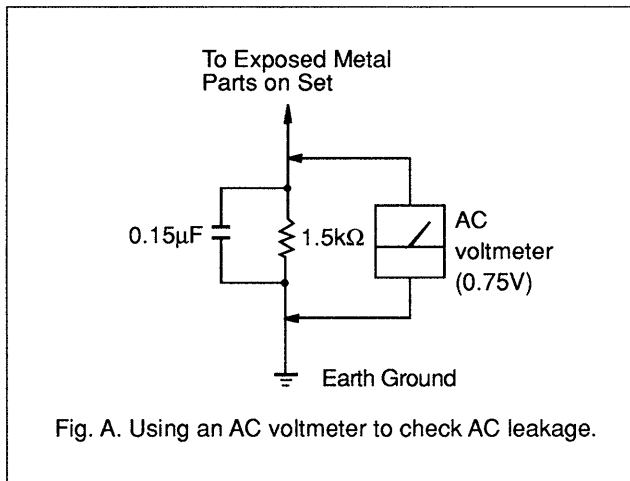 To Exposed Metal
Parts on Set
0.15µF
1.5kΩ
AC
voltmeter
(0.75V)
Earth Ground
Fig. A. Using an AC voltmeter to check AC leakage.